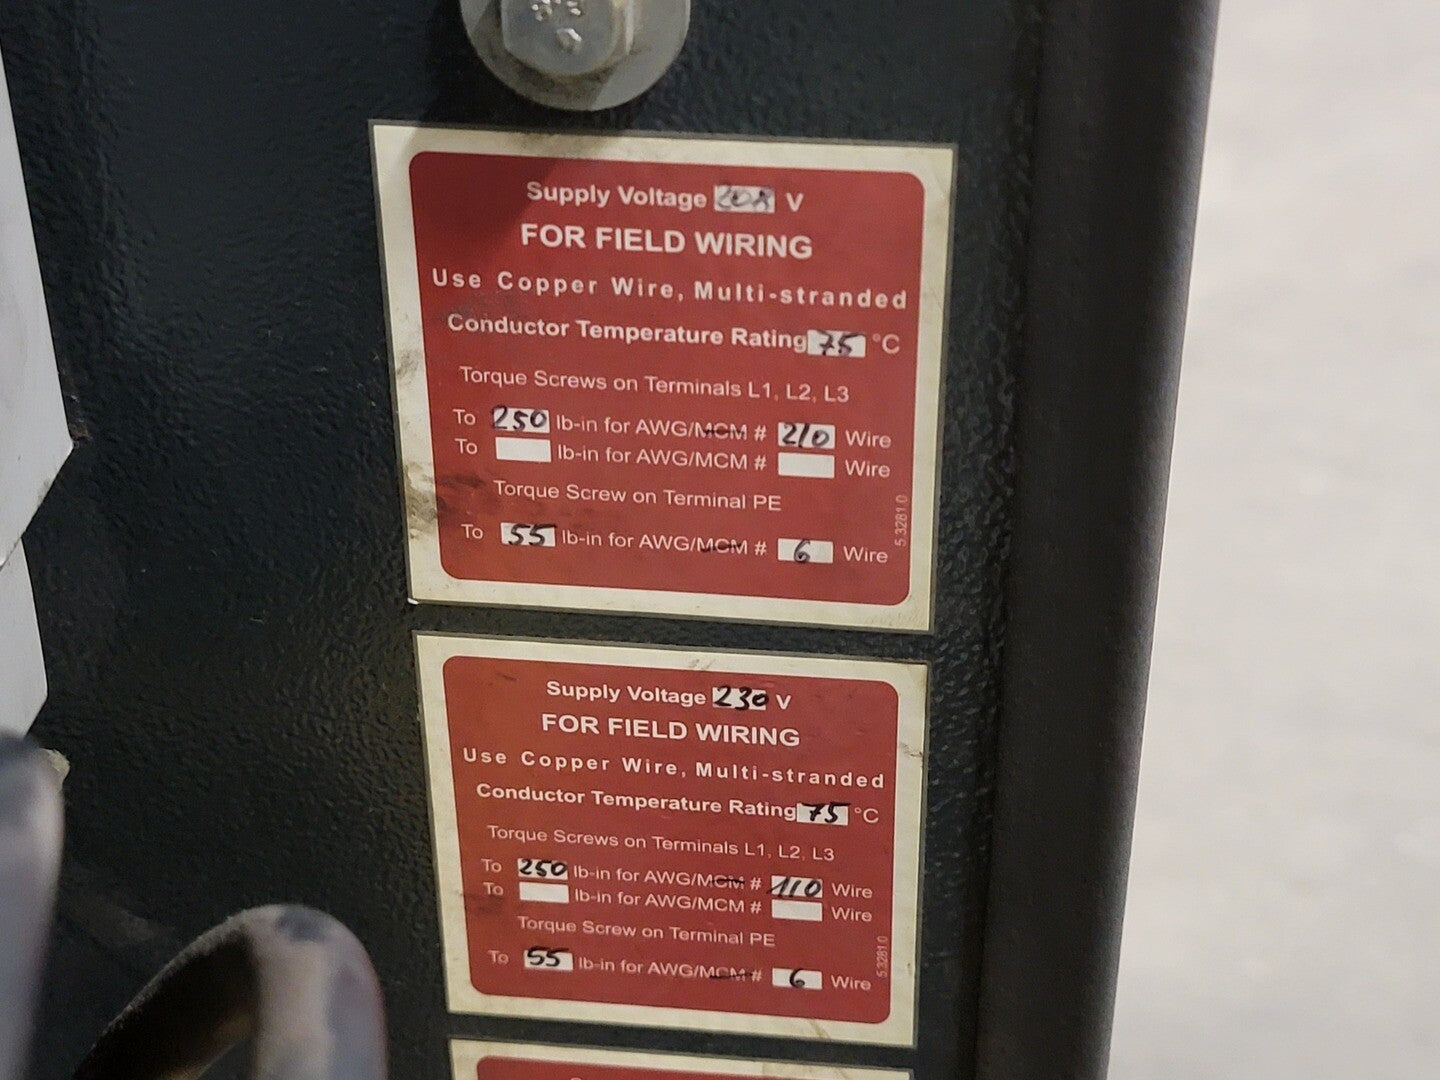 Supply Voltage 208 V
FOR FIELD WIRING
Use Copper Wire, Multi-stranded
Conductor Temperature Rating 75 °C
Torque Screws on Terminals L1, L2, L3
To 250 lb-in for AWG/MCM # 2/0 Wire
To lb-in for AWG/MCM # Wire
Torque Screw on Terminal PE
To 55 lb-in for AWG/MCM # 6 Wire
5.3281.0
Supply Voltage 230 V
FOR FIELD WIRING
Use Copper Wire, Multi-stranded
Conductor Temperature Rating 75 °C
Torque Screws on Terminals L1, L2, L3
To 250 lb-in for AWG/MCM # 1/0 Wire
To lb-in for AWG/MCM # Wire
Torque Screw on Terminal PE
To 55 lb-in for AWG/MCM # 6 Wire
5.3281.0